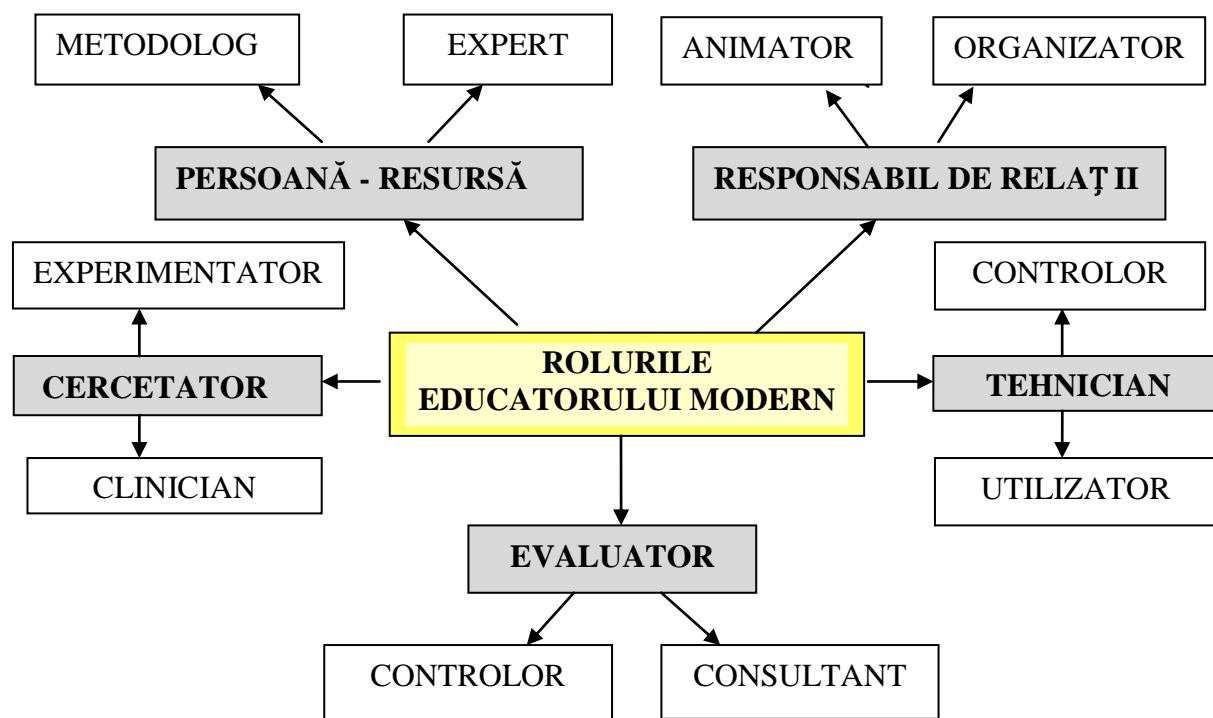 METODOLOG
EXPERT
ANIMATOR
ORGANIZATOR
PERSOANĂ - RESURSĂ
RESPONSABIL DE RELAŢ II
EXPERIMENTATOR
CONTROLOR
ROLURILE
EDUCATORULUI MODERN
CERCETATOR
TEHNICIAN
CLINICIAN
UTILIZATOR
EVALUATOR
CONTROLOR
CONSULTANT